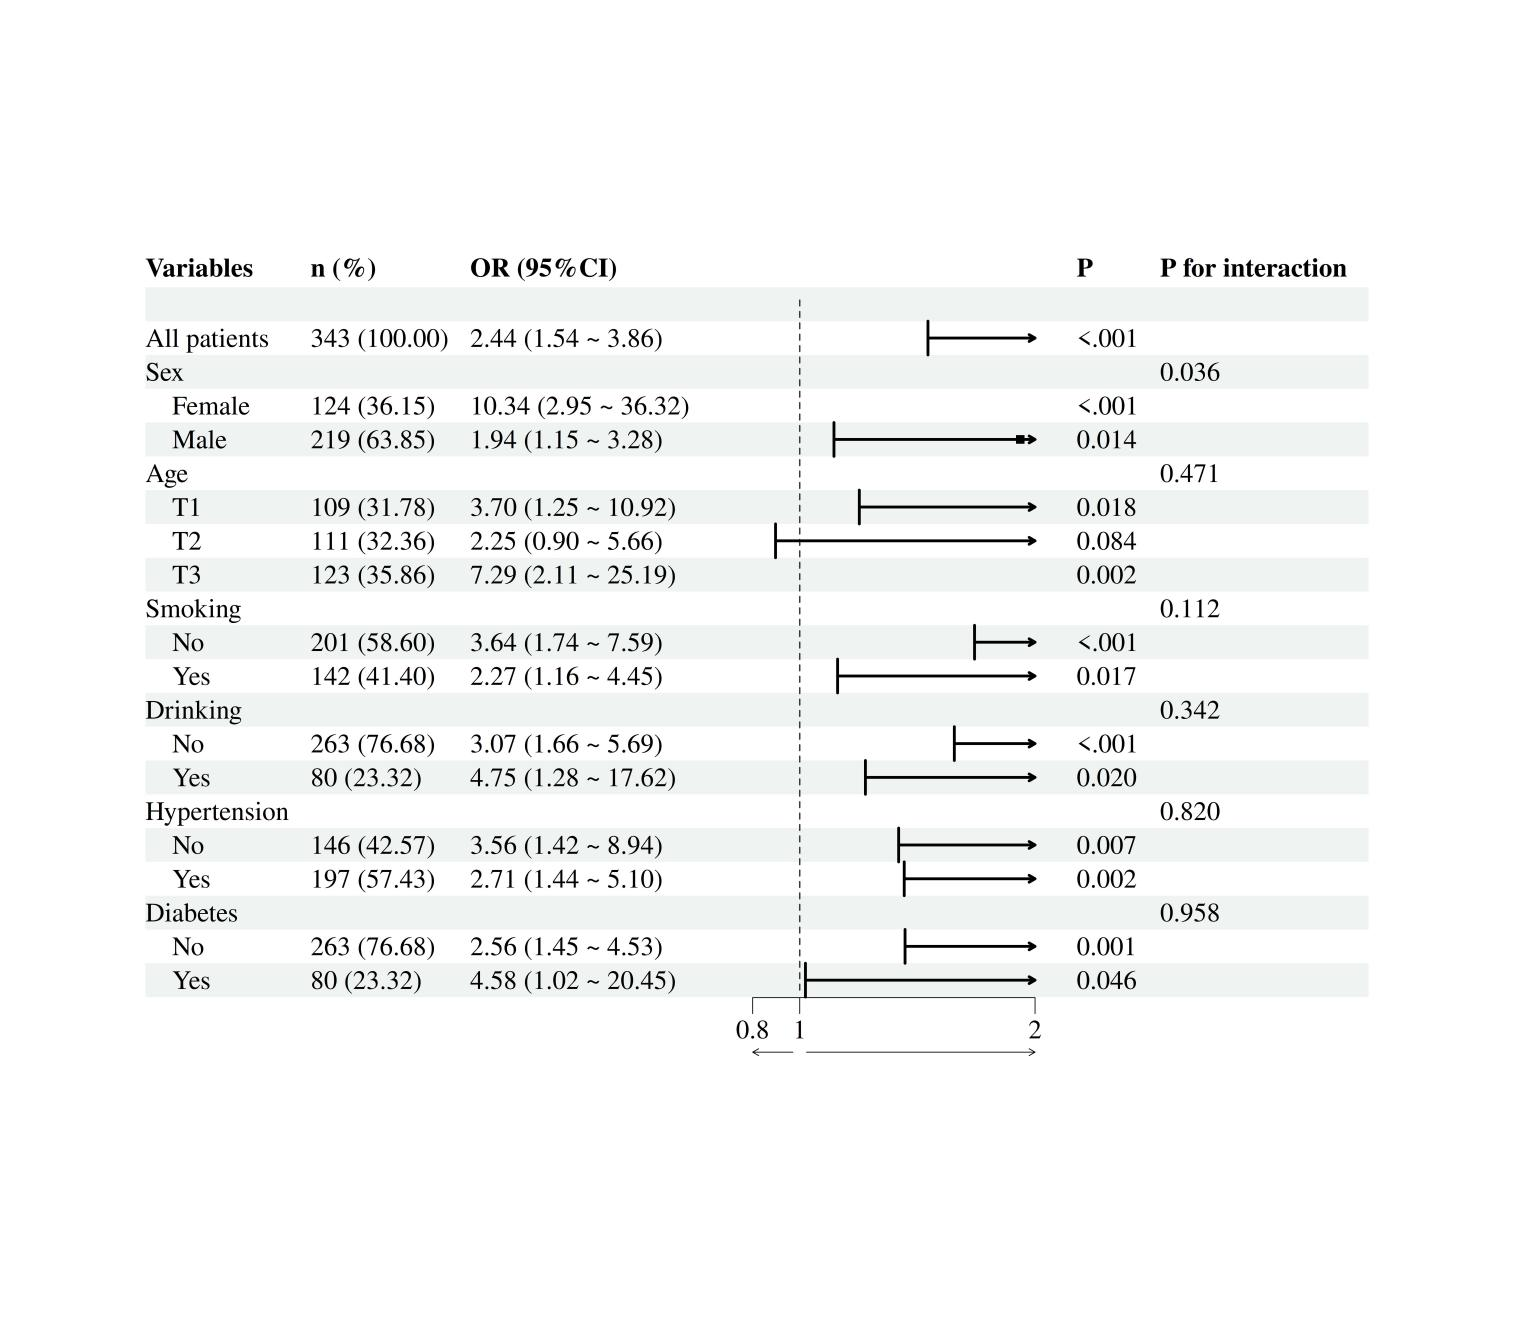 Variables n (%) OR (95%CI) P P for interaction
All patients 343 (100.00) 2.44 (1.54 ~ 3.86) <.001
Sex 0.036
Female 124 (36.15) 10.34 (2.95 ~ 36.32) <.001
Male 219 (63.85) 1.94 (1.15 ~ 3.28) 0.014
Age 0.471
T1 109 (31.78) 3.70 (1.25 ~ 10.92) 0.018
T2 111 (32.36) 2.25 (0.90 ~ 5.66) 0.084
T3 123 (35.86) 7.29 (2.11 ~ 25.19) 0.002
Smoking 0.112
No 201 (58.60) 3.64 (1.74 ~ 7.59) <.001
Yes 142 (41.40) 2.27 (1.16 ~ 4.45) 0.017
Drinking 0.342
No 263 (76.68) 3.07 (1.66 ~ 5.69) <.001
Yes 80 (23.32) 4.75 (1.28 ~ 17.62) 0.020
Hypertension 0.820
No 146 (42.57) 3.56 (1.42 ~ 8.94) 0.007
Yes 197 (57.43) 2.71 (1.44 ~ 5.10) 0.002
Diabetes 0.958
No 263 (76.68) 2.56 (1.45 ~ 4.53) 0.001
Yes 80 (23.32) 4.58 (1.02 ~ 20.45) 0.046
0.8 1 2